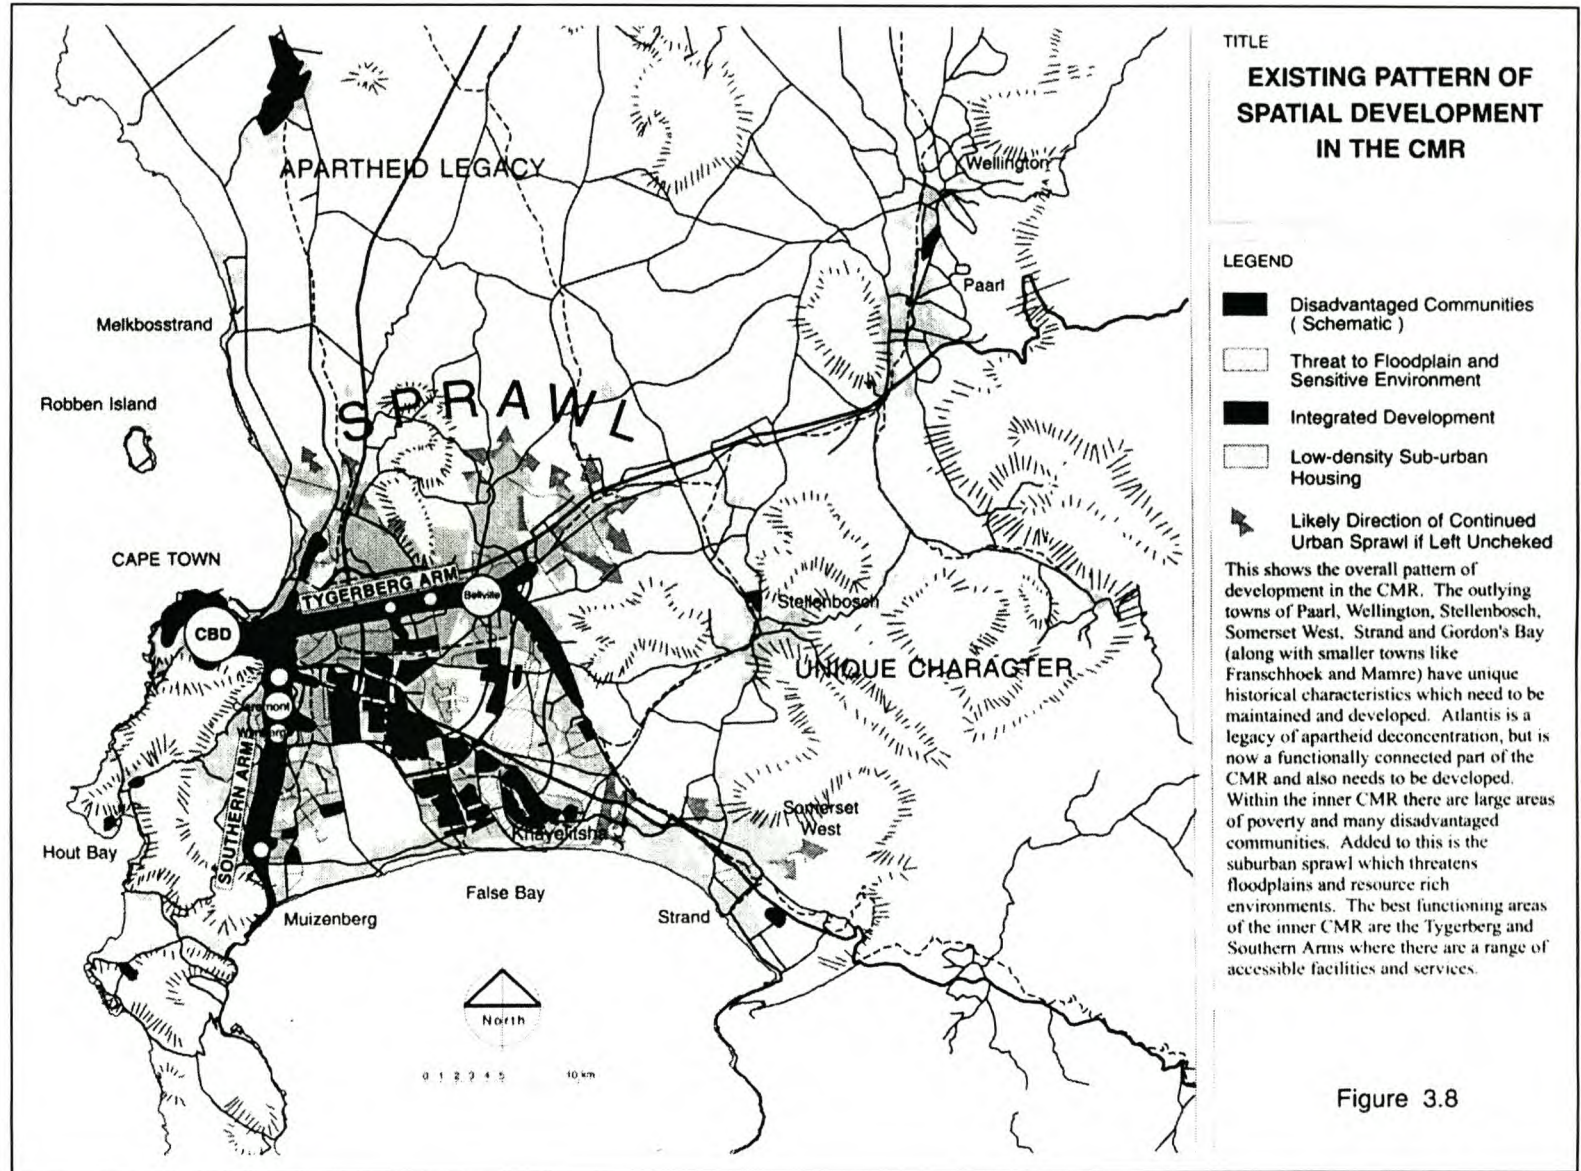 TITLE
EXISTING PATTERN OF
SPATIAL DEVELOPMENT
IN THE CMR
LEGEND
Disadvantaged Communities
( Schematic )
Threat to Floodplain and
Sensitive Environment
Integrated Development
Low-density Sub-urban
Housing
Likely Direction of Continued
Urban Sprawl if Left Uncheked
This shows the overall pattern of
development in the CMR. The outlying
towns of Paarl, Wellington, Stellenbosch,
Somerset West, Strand and Gordon's Bay
(along with smaller towns like
Franschhoek and Mamre) have unique
historical characteristics which need to be
maintained and developed. Atlantis is a
legacy of apartheid deconcentration, but is
now a functionally connected part of the
CMR and also needs to be developed.
Within the inner CMR there are large areas
of poverty and many disadvantaged
communities. Added to this is the
suburban sprawl which threatens
floodplains and resource rich
environments. The best functioning areas
of the inner CMR are the Tygerberg and
Southern Arms where there are a range of
accessible facilities and services.
Figure 3.8
APARTHEID LEGACY
Wellington
Paarl
Melkbosstrand
Robben Island
SPRAWL
CAPE TOWN
TYGERBERG ARM
Bellville
CBD
Stellenbosch
UNIQUE CHARACTER
Claremont
Wynberg
SOUTHERN ARM
Somerset
West
Khayelitsha
Hout Bay
False Bay
Muizenberg
Strand
North
0 1 2 3 4 5 10 km